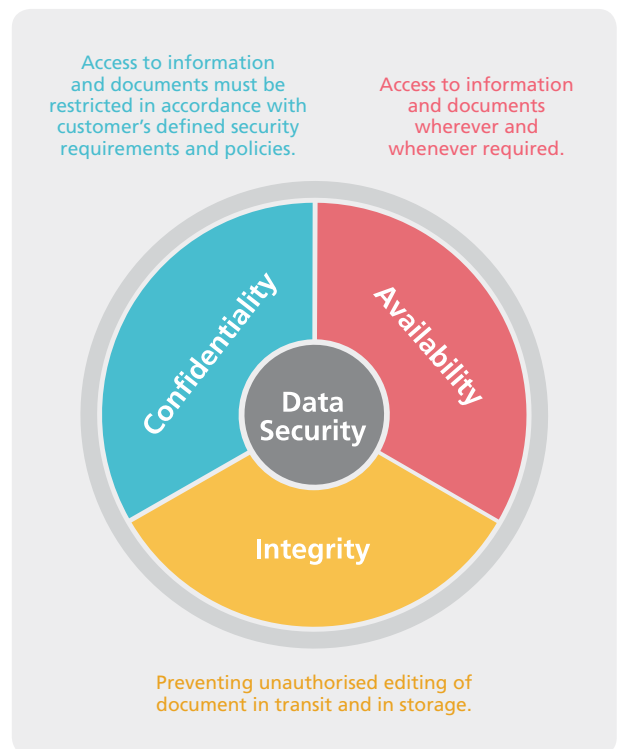 Access to information
and documents must be
restricted in accordance with
customer's defined security
requirements and policies.
Access to information
and documents
wherever and
whenever required.
Confidentiality
Availability
Data
Security
Integrity
Preventing unauthorised editing of
document in transit and in storage.